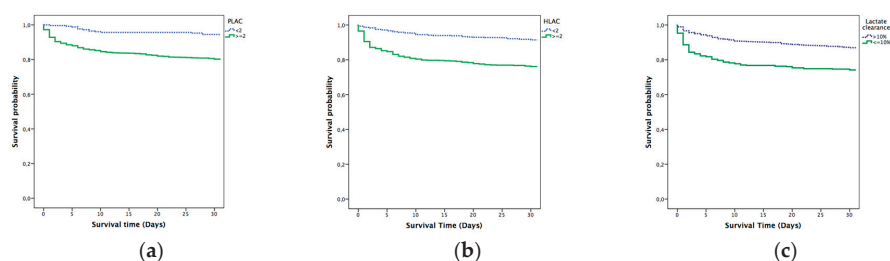 PLAC
<2
>=2
1,0
0,8
0,6
0,4
0,2
0,0
Survival probability
0 5 10 15 20 25 30
Survival time (Days)
(a)
HLAC
<2
>=2
1,0
0,8
0,6
0,4
0,2
0,0
Survival probability
0 5 10 15 20 25 30
Survival Time (Days)
(b)
Lactate
clearance
>10%
<=10%
1,0
0,8
0,6
0,4
0,2
0,0
Survival probability
0 5 10 15 20 25 30
Survival Time (Days)
(c)